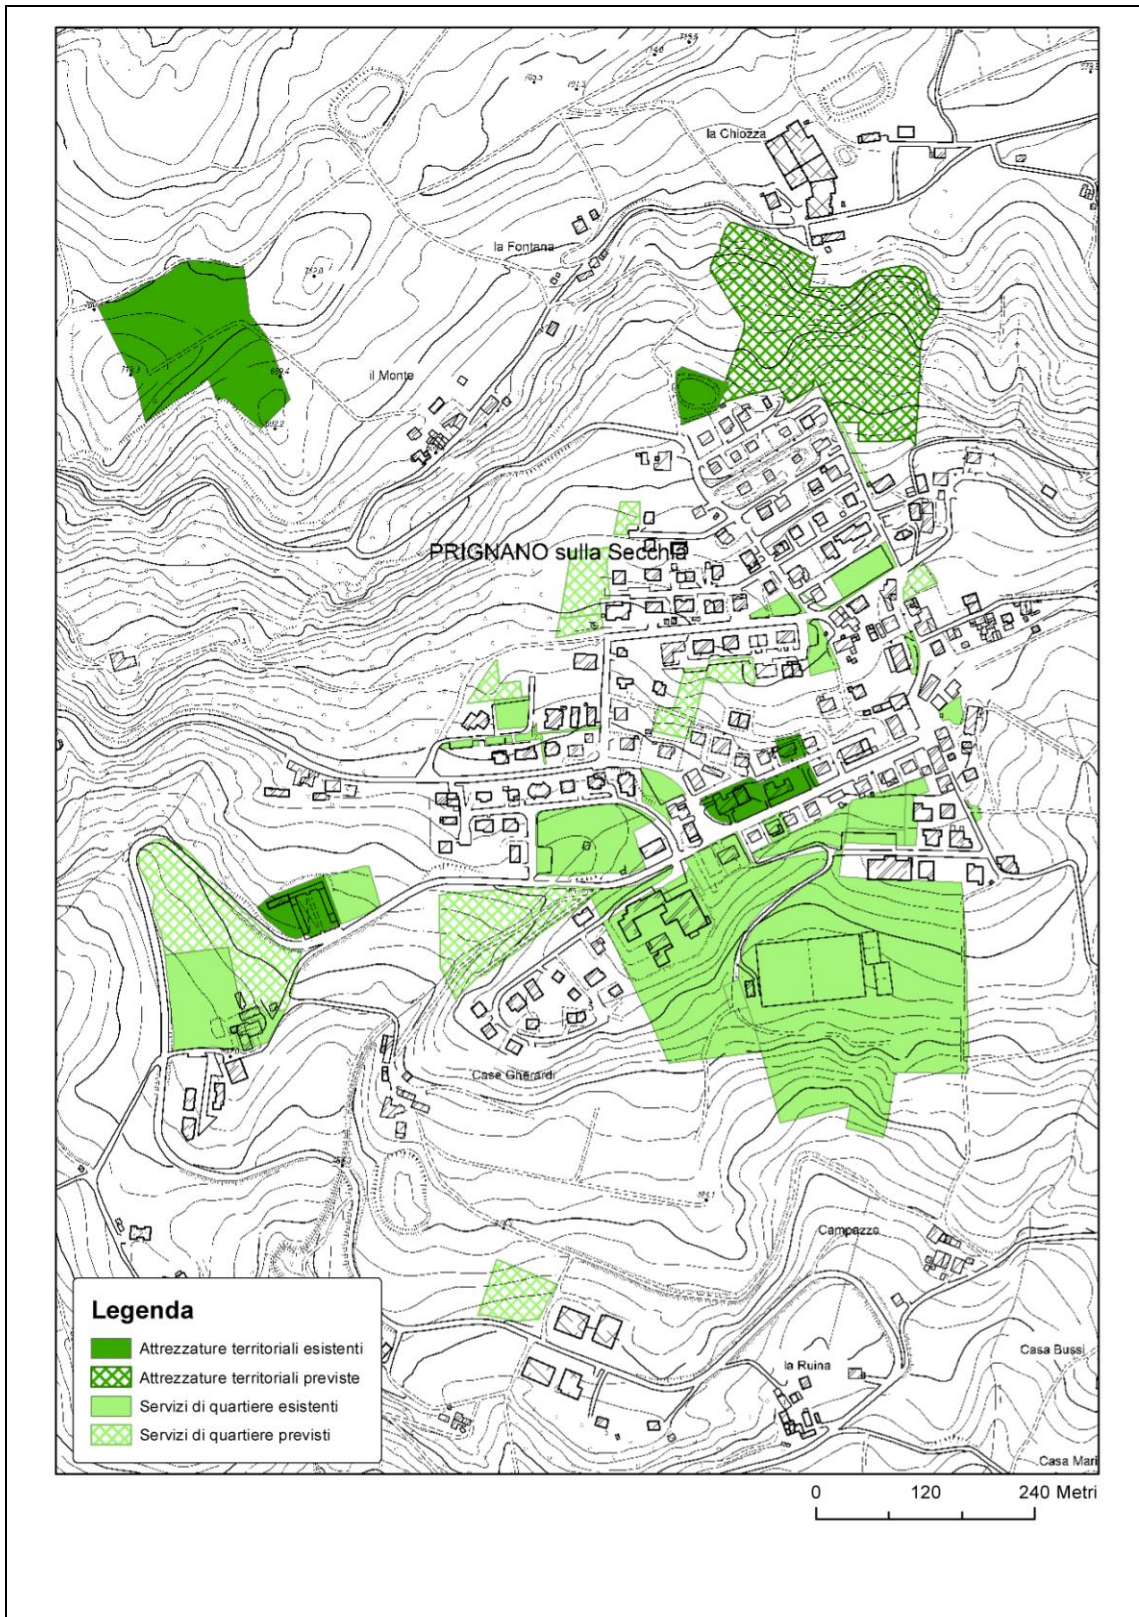 la Chiozza
la Fontana
il Monte
PRIGNANO sulla Secchia
Case Gherardi
Campazzo
la Ruina
Casa Bussi
Casa Mari
Legenda
Attrezzature territoriali esistenti
Attrezzature territoriali previste
Servizi di quartiere esistenti
Servizi di quartiere previsti
0 120 240 Metri